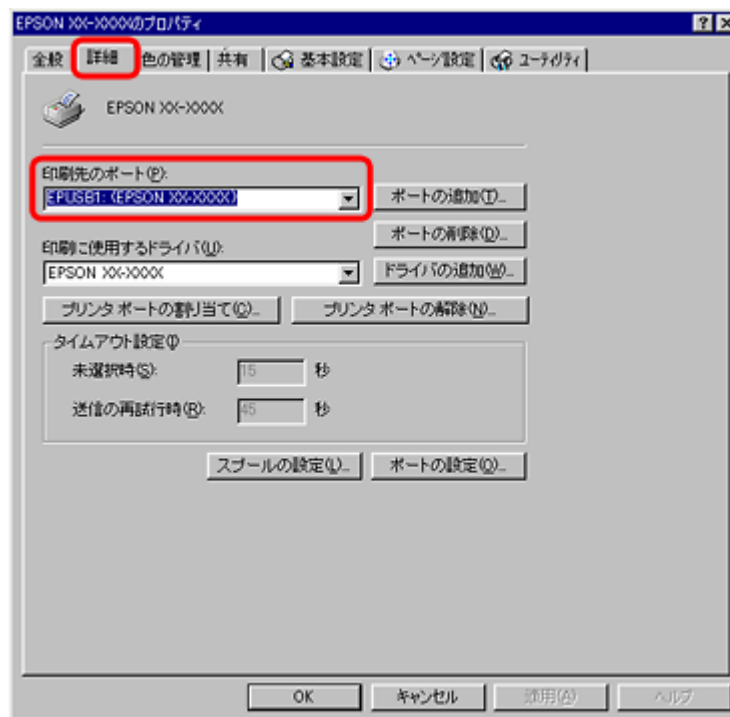 EPSON XX-XXXXのプロパティ
全般 詳細 色の管理 共有 基本設定 ページ設定 ユーティリティ
EPSON XX-XXXX
印刷先のポート(P):
EPUSB1: (EPSON XX-XXXX)
ポートの追加(T)...
ポートの削除(D)...
印刷に使用するドライバ(U):
EPSON XX-XXXX
ドライバの追加(W)...
プリンタ ポートの割り当て(C)... プリンタ ポートの解除(N)...
タイムアウト設定(I)
未選択時(S): 15 秒
送信の再試行時(R): 45 秒
スプールの設定(L)... ポートの設定(O)...
OK キャンセル 適用(A) ヘルプ